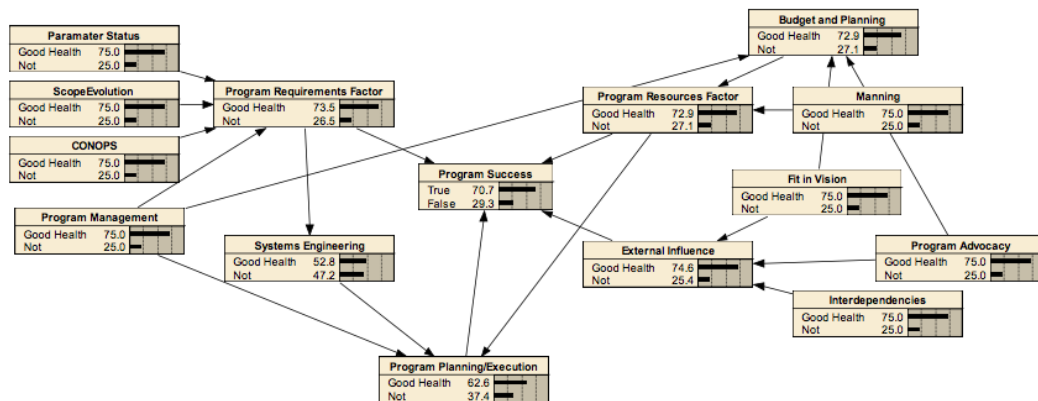 Paramater Status
Good Health 75.0
Not 25.0
ScopeEvolution
Good Health 75.0
Not 25.0
CONOPS
Good Health 75.0
Not 25.0
Program Management
Good Health 75.0
Not 25.0
Program Requirements Factor
Good Health 73.5
Not 26.5
Systems Engineering
Good Health 52.8
Not 47.2
Program Planning/Execution
Good Health 62.6
Not 37.4
Program Success
True 70.7
False 29.3
Budget and Planning
Good Health 72.9
Not 27.1
Program Resources Factor
Good Health 72.9
Not 27.1
Manning
Good Health 75.0
Not 25.0
Fit in Vision
Good Health 75.0
Not 25.0
External Influence
Good Health 74.6
Not 25.4
Program Advocacy
Good Health 75.0
Not 25.0
Interdependencies
Good Health 75.0
Not 25.0